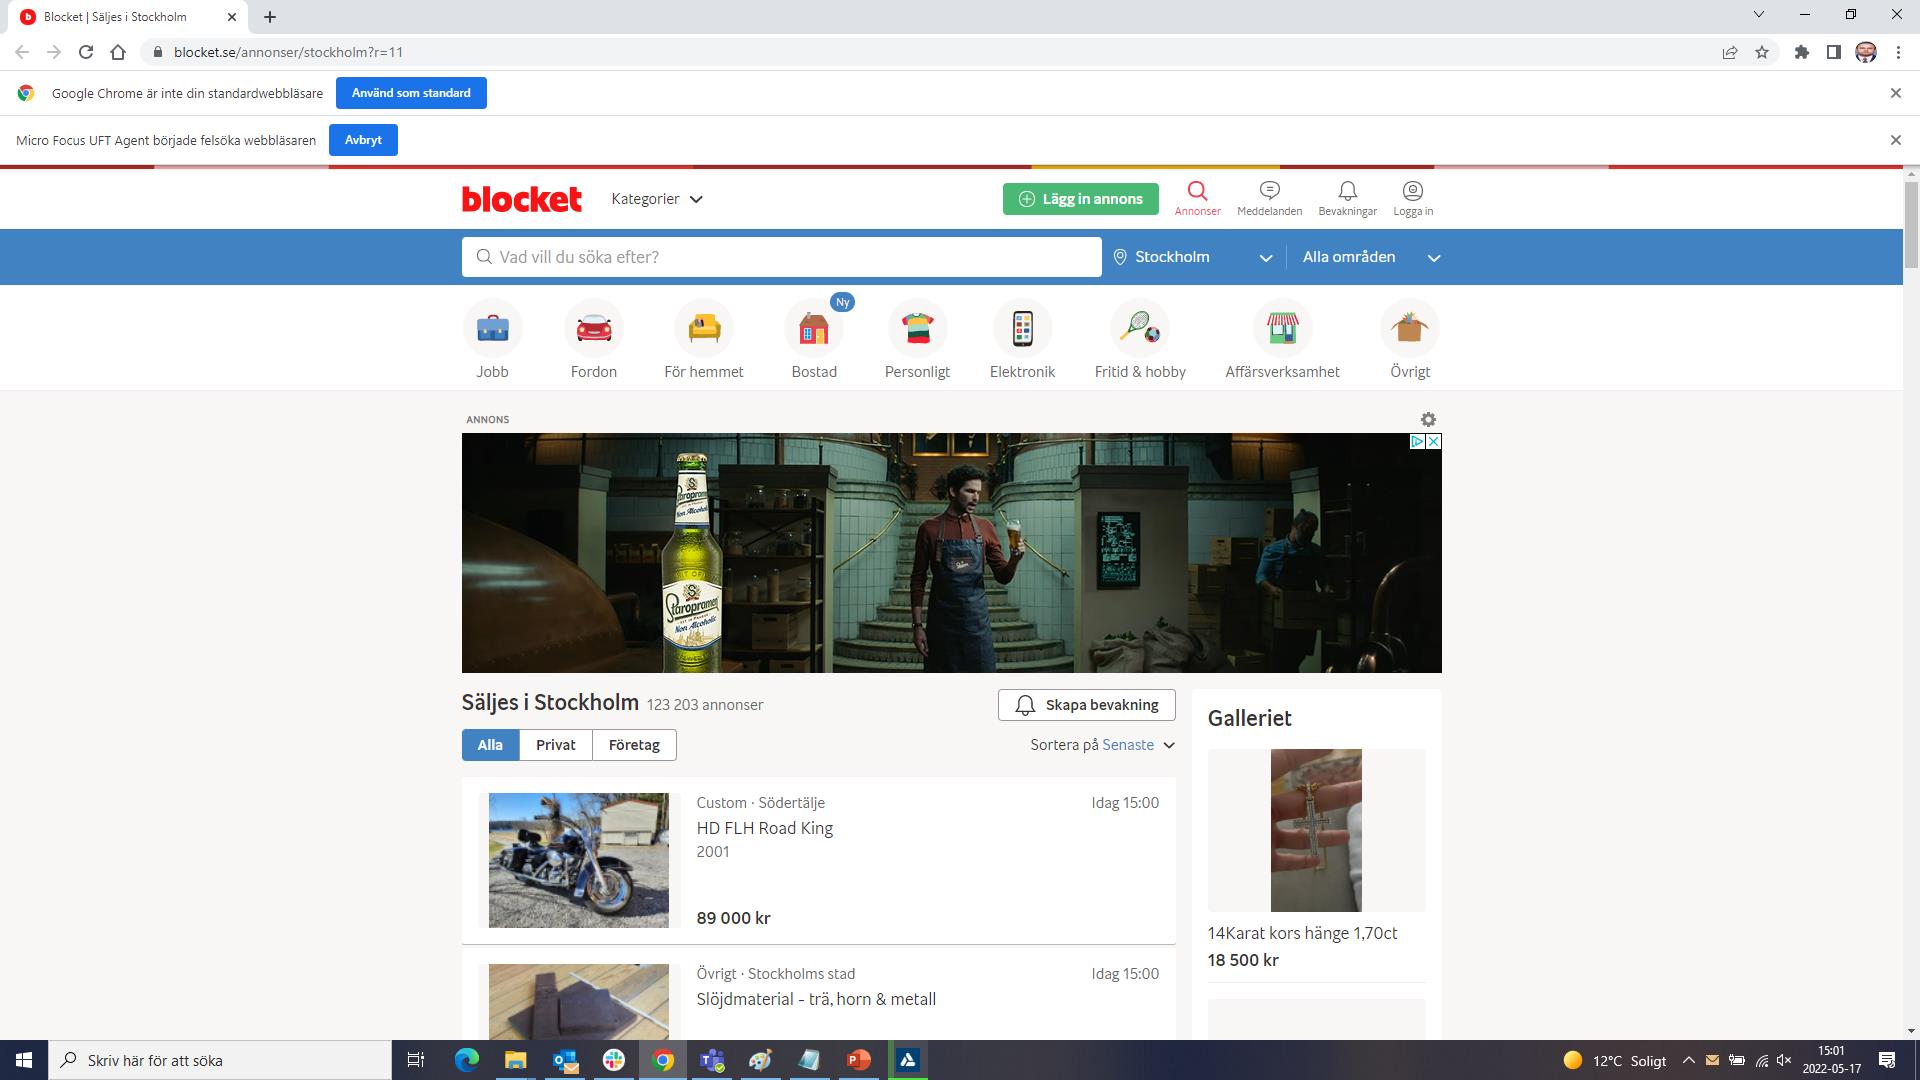 Blocket | Säljes i Stockholm
blocket.se/annonser/stockholm?r=11
Google Chrome är inte din standardwebbläsare
Använd som standard
Micro Focus UFT Agent började felsöka webbläsaren
Avbryt
blocket
Kategorier
Lägg in annons
Annonser
Meddelanden
Bevakningar
Logga in
Vad vill du söka efter?
Stockholm
Alla områden
Ny
Jobb
Fordon
För hemmet
Bostad
Personligt
Elektronik
Fritid & hobby
Affärsverksamhet
Övrigt
ANNONS
Staropramen
Non Alcoholic
Staropramen
Non Alcoholic
Säljes i Stockholm 123 203 annonser
Skapa bevakning
Alla
Privat
Företag
Sortera på Senaste
Custom · Södertälje
Idag 15:00
HD FLH Road King
2001
89 000 kr
Övrigt · Stockholms stad
Idag 15:00
Slöjdmaterial - trä, horn & metall
Galleriet
14Karat kors hänge 1,70ct
18 500 kr
Skriv här för att söka
12°C Soligt
15:01
2022-05-17